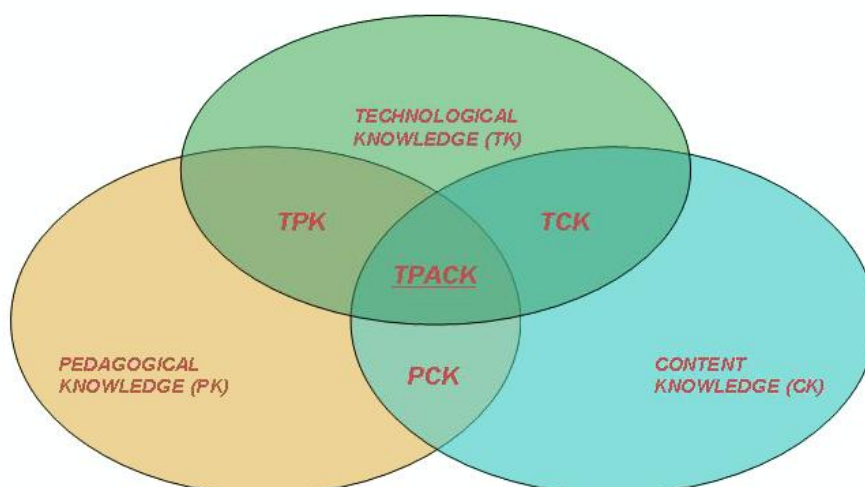 TECHNOLOGICAL
KNOWLEDGE (TK)
TPK
TCK
TPACK
PEDAGOGICAL
KNOWLEDGE (PK)
PCK
CONTENT
KNOWLEDGE (CK)